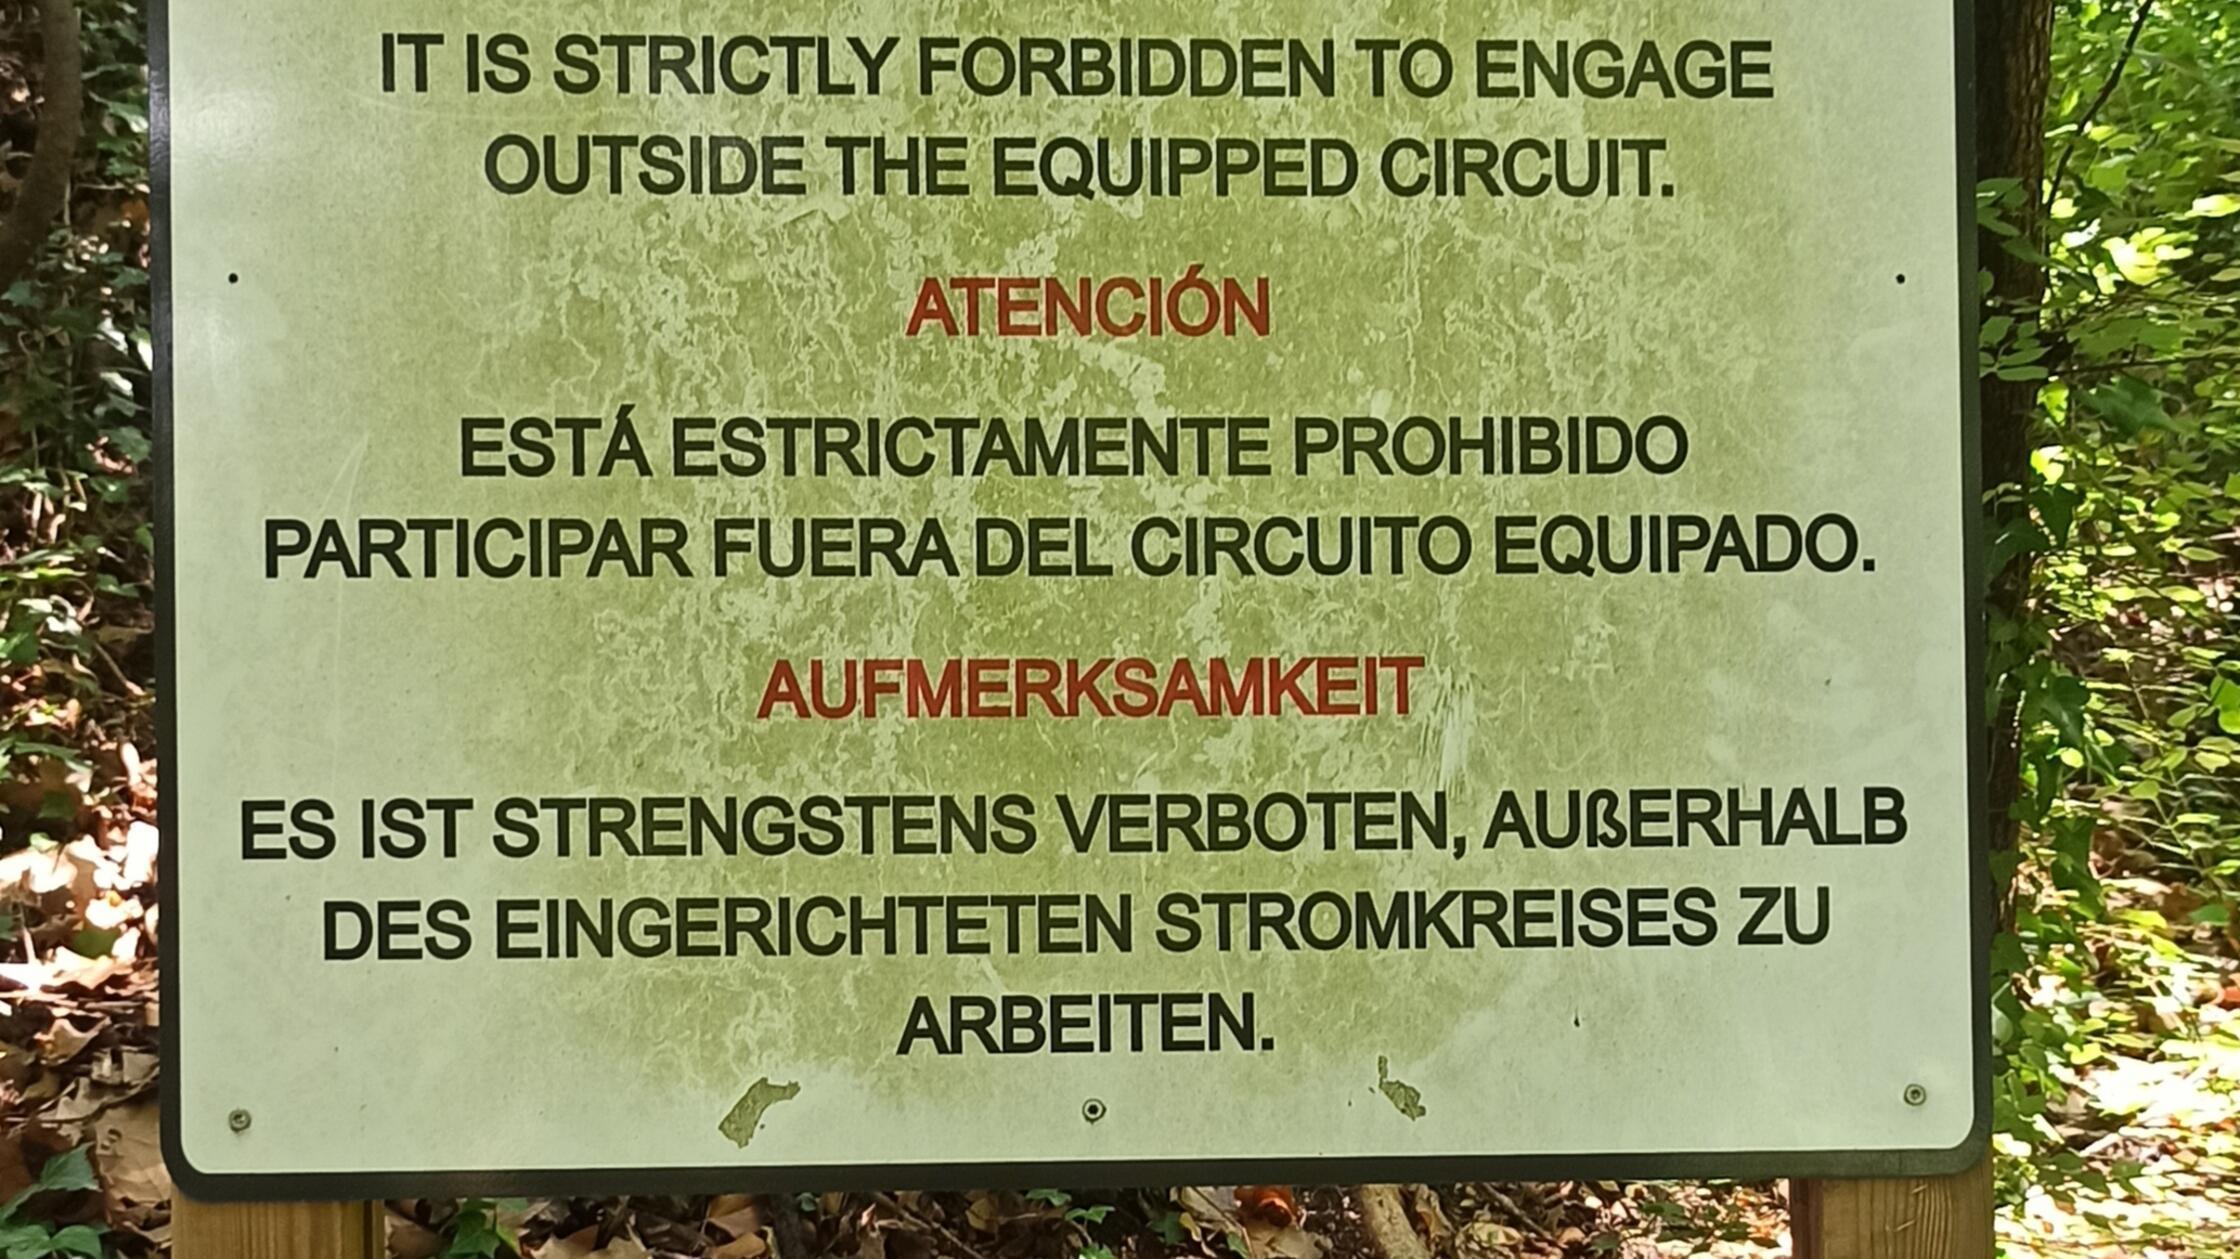 IT IS STRICTLY FORBIDDEN TO ENGAGE
OUTSIDE THE EQUIPPED CIRCUIT.
ATENCIÓN
ESTÁ ESTRICTAMENTE PROHIBIDO
PARTICIPAR FUERA DEL CIRCUITO EQUIPADO.
AUFMERKSAMKEIT
ES IST STRENGSTENS VERBOTEN, AUßERHALB
DES EINGERICHTETEN STROMKREISES ZU
ARBEITEN.